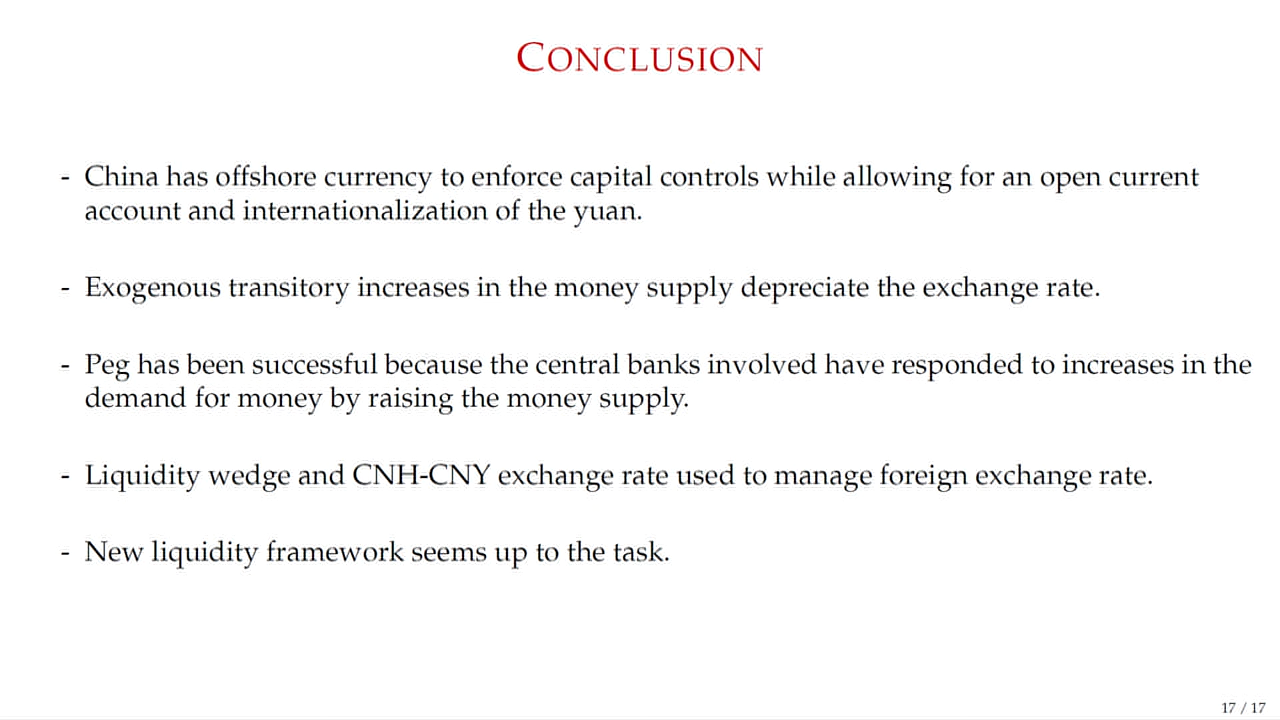 CONCLUSION
- China has offshore currency to enforce capital controls while allowing for an open current
account and internationalization of the yuan.
- Exogenous transitory increases in the money supply depreciate the exchange rate.
- Peg has been successful because the central banks involved have responded to increases in the
demand for money by raising the money supply.
- Liquidity wedge and CNH-CNY exchange rate used to manage foreign exchange rate.
- New liquidity framework seems up to the task.
17 / 17